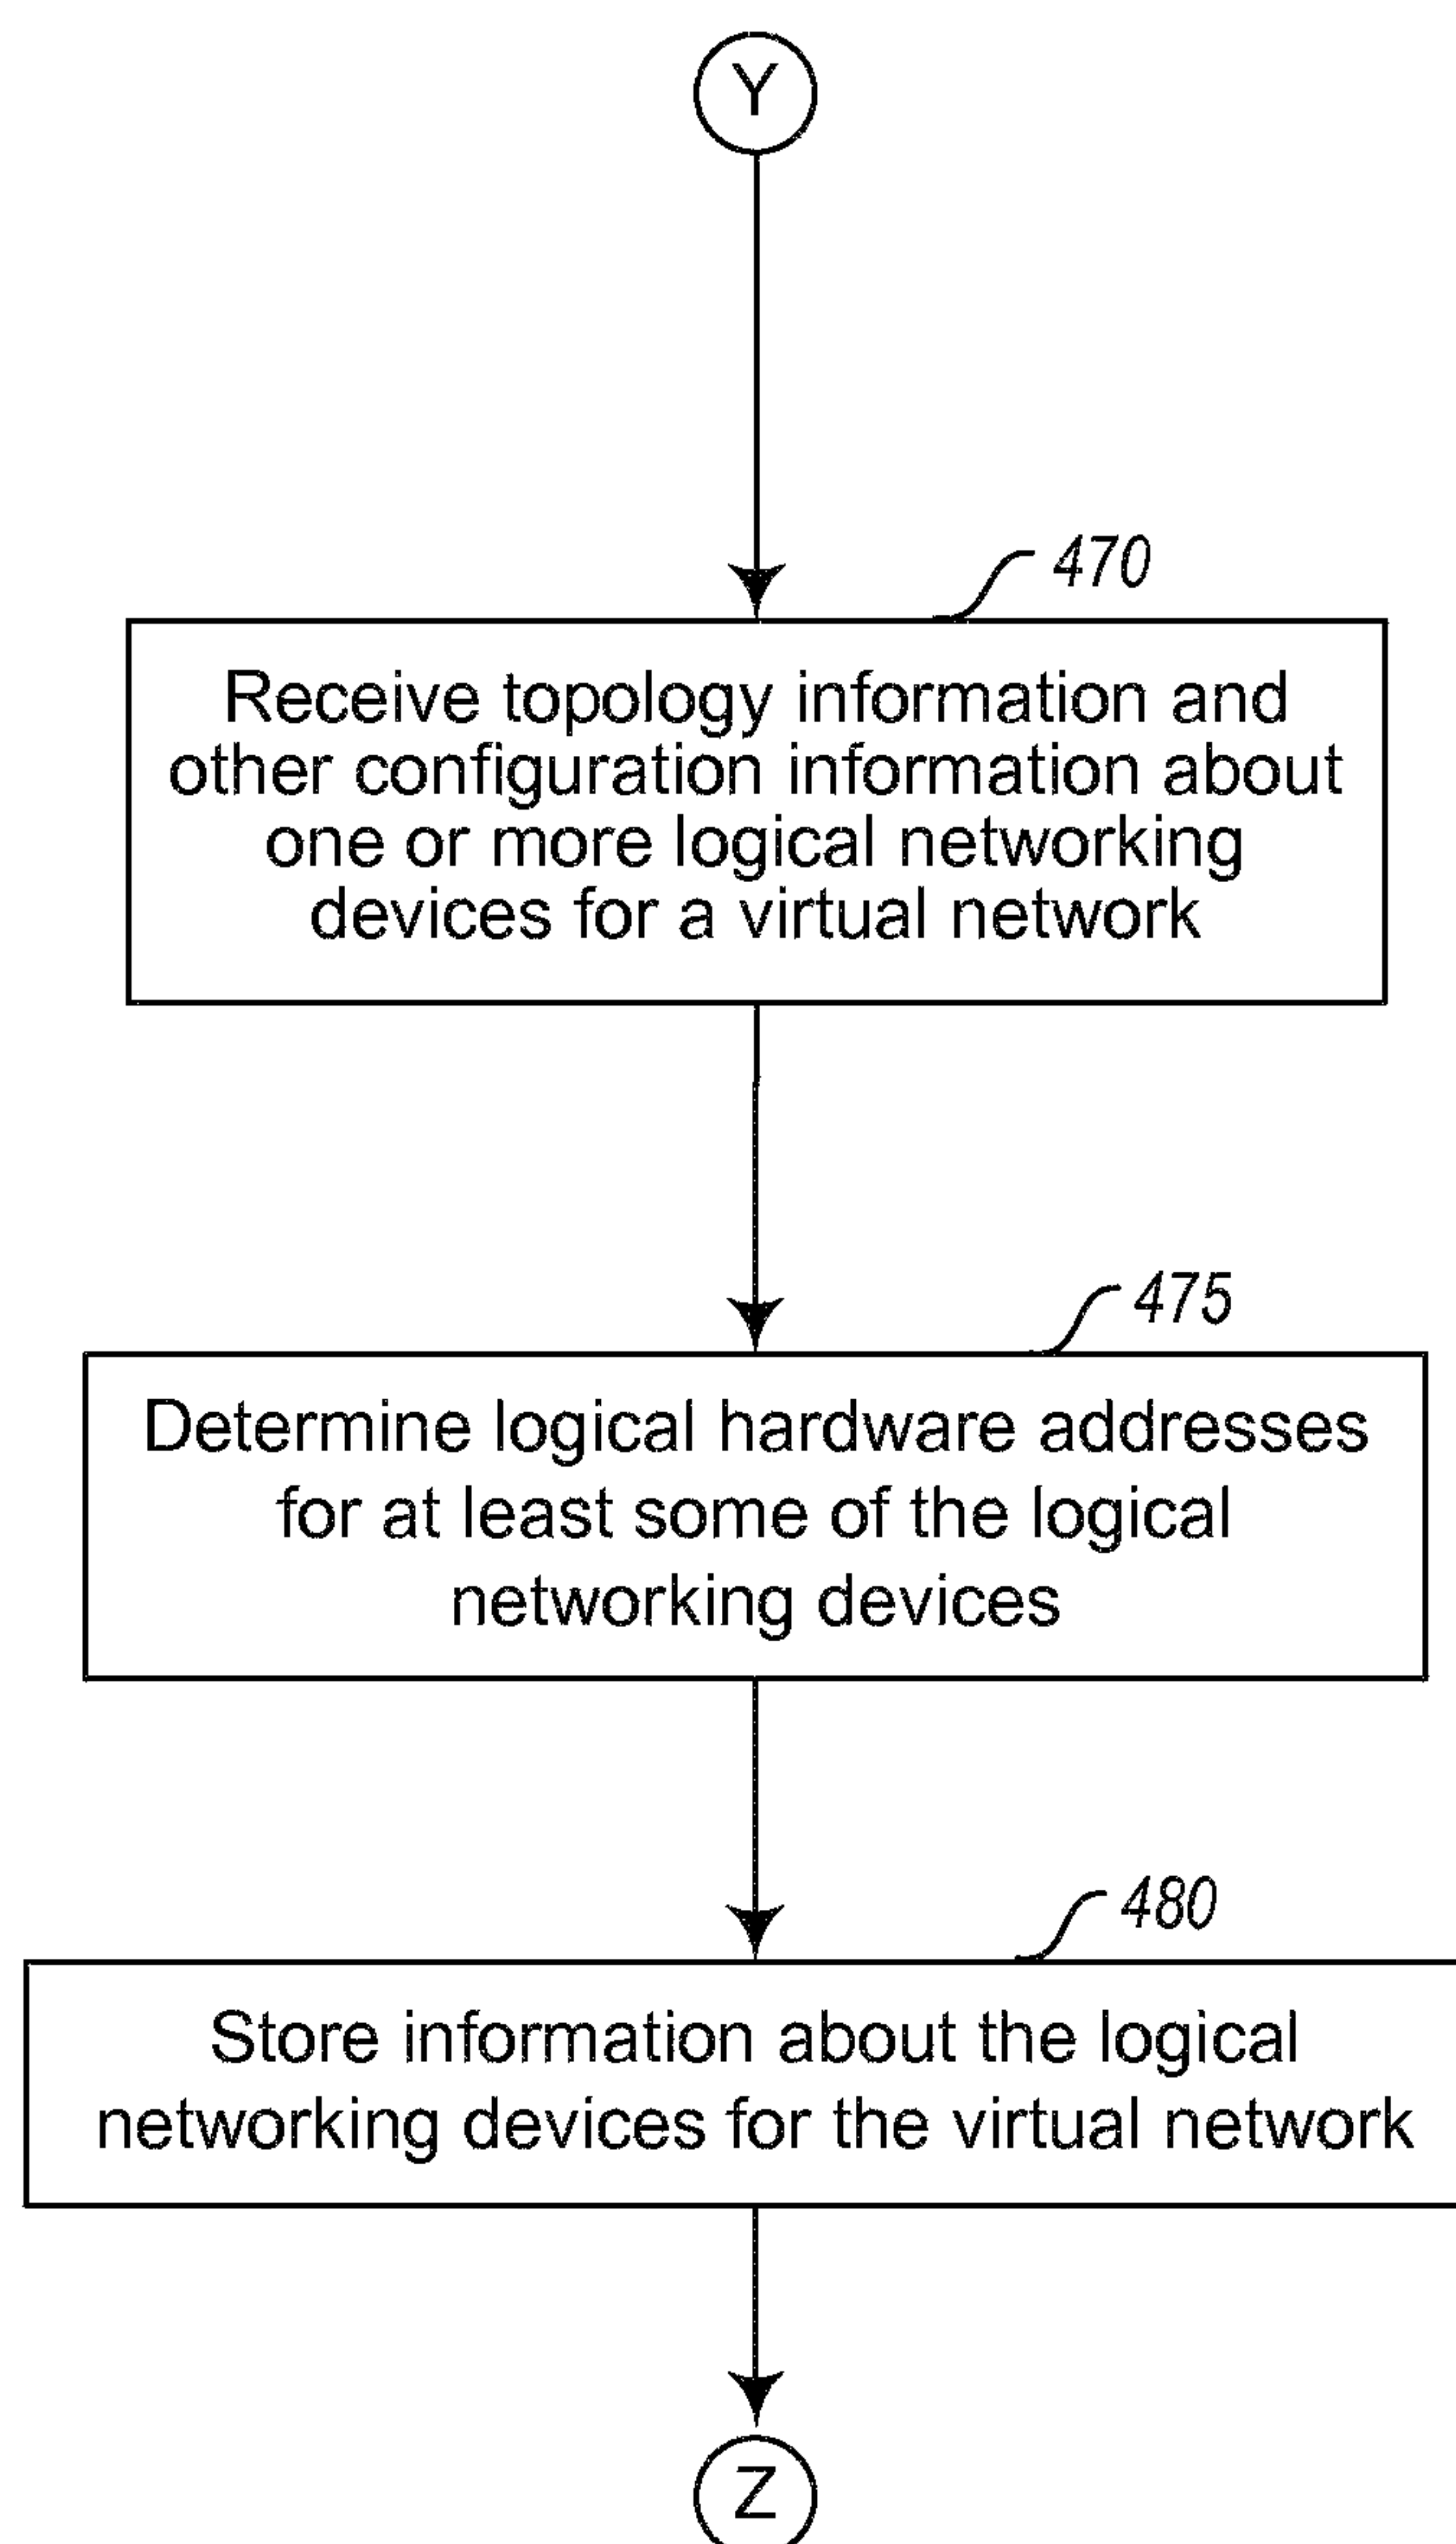 Y
470
Receive topology information and
other configuration information about
one or more logical networking
devices for a virtual network
475
Determine logical hardware addresses
for at least some of the logical
networking devices
480
Store information about the logical
networking devices for the virtual network
Z